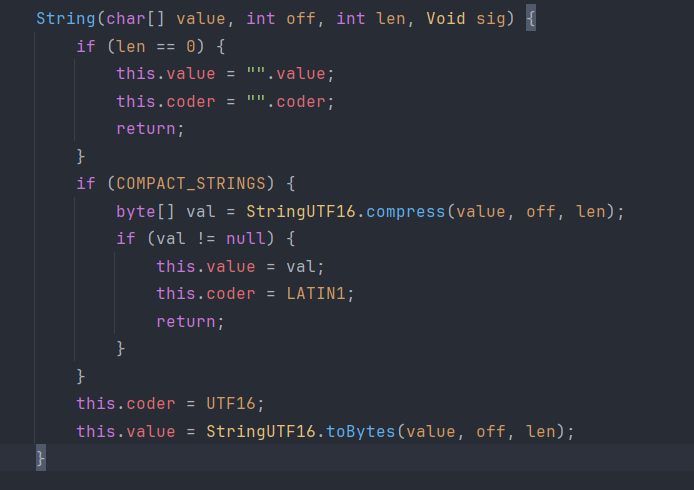 String(char[] value, int off, int len, Void sig) {
    if (len == 0) {
        this.value = "".value;
        this.coder = "".coder;
        return;
    }
    if (COMPACT_STRINGS) {
        byte[] val = StringUTF16.compress(value, off, len);
        if (val != null) {
            this.value = val;
            this.coder = LATIN1;
            return;
        }
    }
    this.coder = UTF16;
    this.value = StringUTF16.toBytes(value, off, len);
}